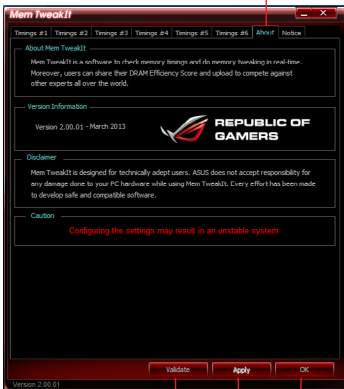 Mem TweakIt
Timings #1 Timings #2 Timings #3 Timings #4 Timings #5 Timings #6 About Notice
About Mem TweakIt
Mem TweakIt is a software to check memory timings and do memory tweaking in real-time.
Moreover, users can share their DRAM Efficiency Score and upload to compete against
other experts all over the world.
Version Information
Version 2.00.01 - March 2013
REPUBLIC OF
GAMERS
Disclaimer
Mem TweakIt is designed for technically adept users. ASUS does not accept responsibility for
any damage done to your PC hardware while using Mem TweakIt. Every effort has been made
to develop safe and compatible software.
Caution
Configuring the settings may result in an unstable system
Validate Apply OK
Version 2.00.01